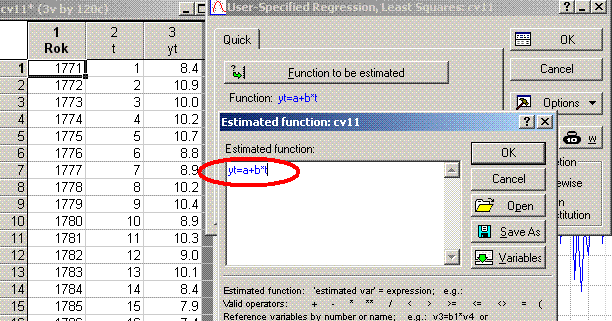 cv11* (3v by 120c)
1 2 3
Rok t yt
1 1771 1 8.4
2 1772 2 10.9
3 1773 3 10.0
4 1774 4 10.2
5 1775 5 10.7
6 1776 6 8.8
7 1777 7 8.9
8 1778 8 10.2
9 1779 9 10.4
10 1780 10 8.9
11 1781 11 10.3
12 1782 12 9.0
13 1783 13 10.1
14 1784 14 8.4
15 1785 15 7.9
User-Specified Regression, Least Squares: cv11
Quick
Function to be estimated
Function: yt=a+b*t
OK
Cancel
Options
w
Estimated function: cv11
Estimated function:
yt=a+b*t
OK
Cancel
Open
Save As
Variables
Estimated function: 'estimated var' = expression; e.g.:
Valid operators: + - * ** / < > >= <= <> = (
Reference variables by number or name; e.g.: v3=b1*v4 or